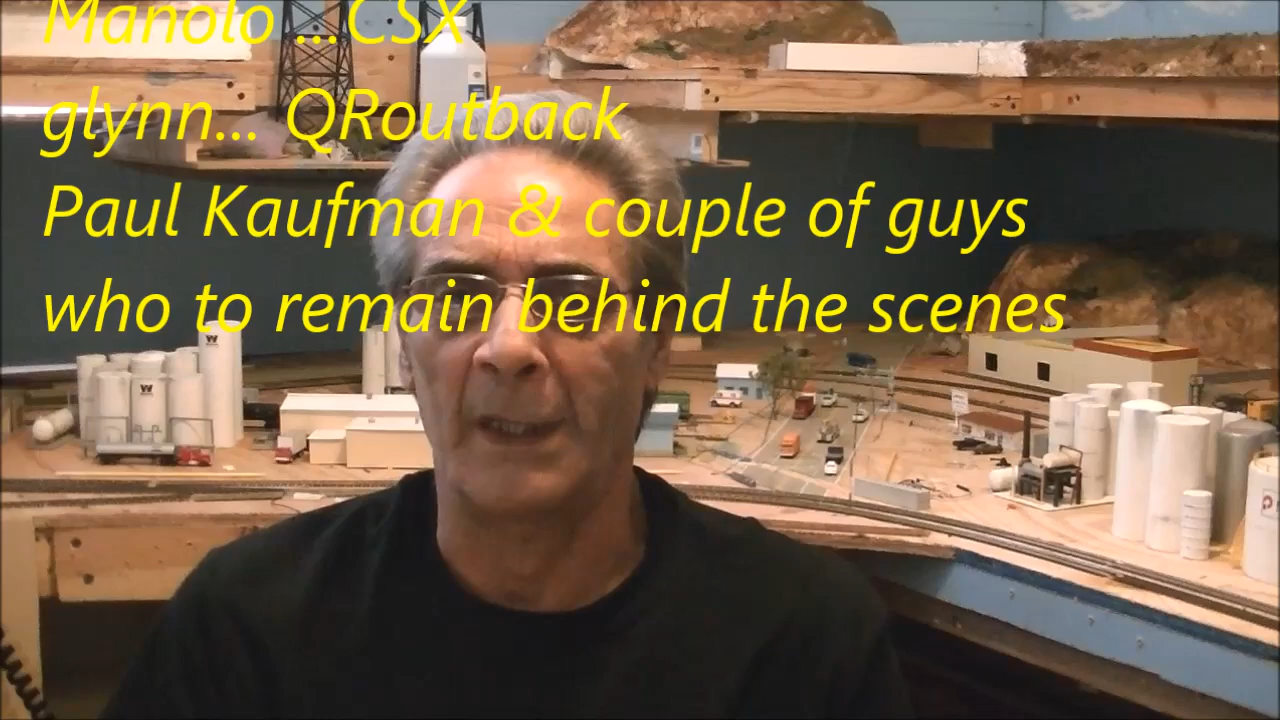 Manolo ...CSX
glynn... QRoutback
Paul Kaufman & couple of guys
who to remain behind the scenes
W
W
P